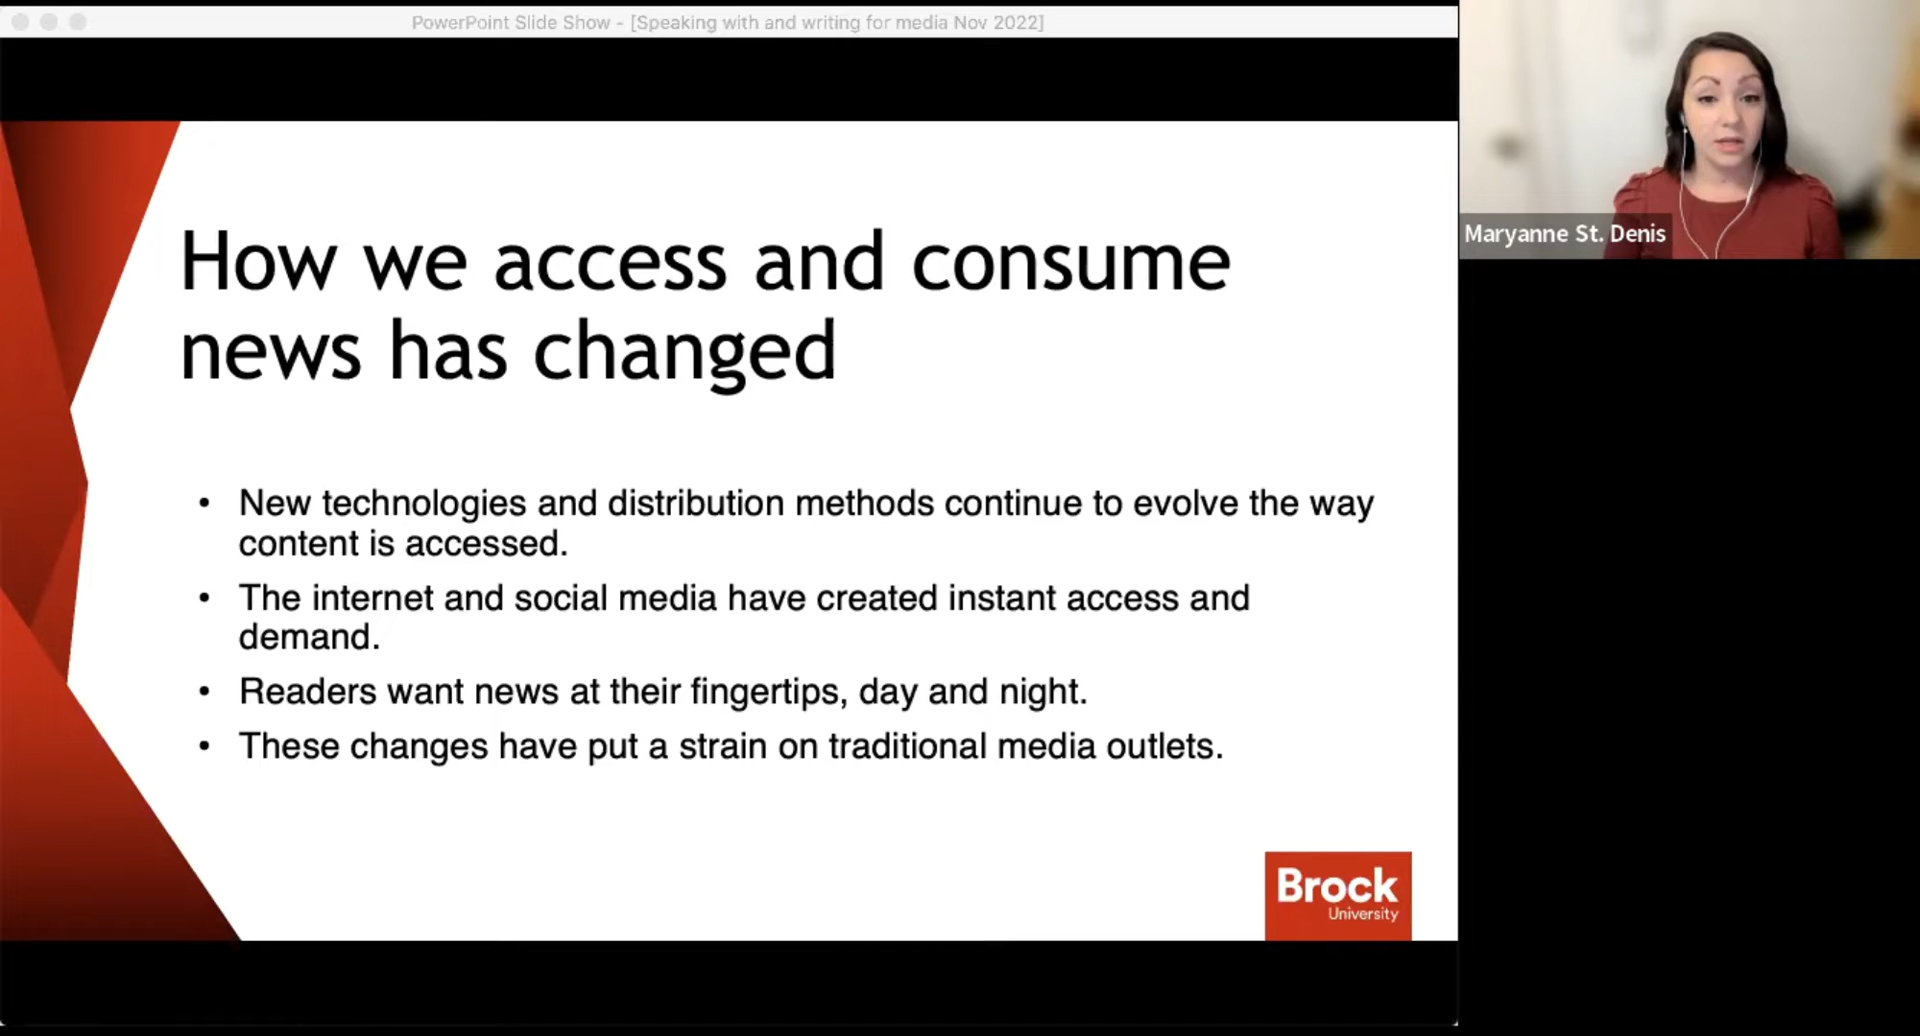 PowerPoint Slide Show - [Speaking with and writing for media Nov 2022]
How we access and consume
news has changed
• New technologies and distribution methods continue to evolve the way
content is accessed.
• The internet and social media have created instant access and
demand.
• Readers want news at their fingertips, day and night.
• These changes have put a strain on traditional media outlets.
Brock
University
Maryanne St. Denis